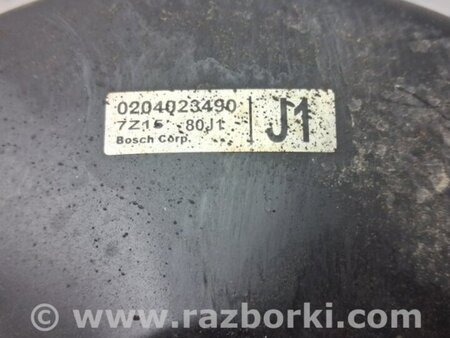 0204023490
7Z15 80J1
Bosch Corp.
J1
© www.razborki.com